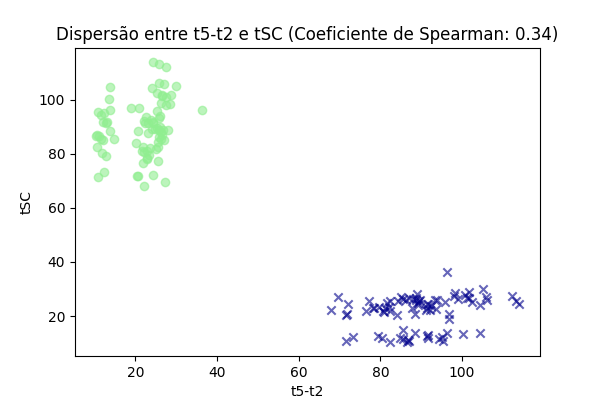 Dispersão entre t5-t2 e tSC (Coeficiente de Spearman: 0.34)
100
80
60
40
20
tSC
20 40 60 80 100
t5-t2